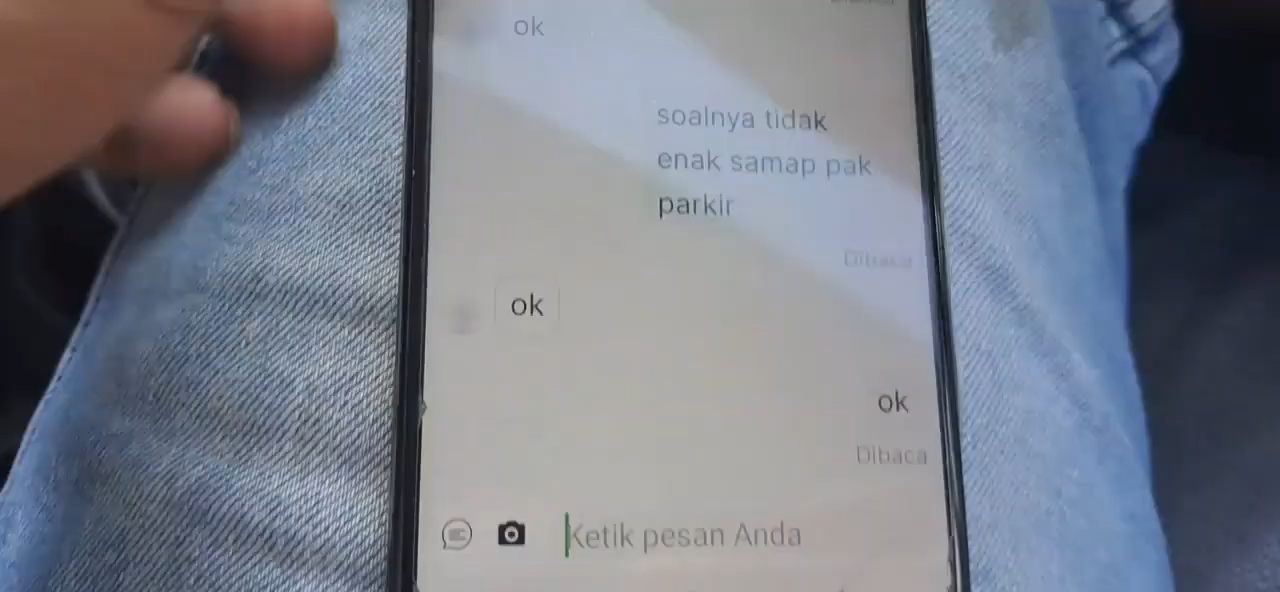 ok
soalnya tidak
enak samap pak
parkir
Dibaca
ok
ok
Dibaca
Ketik pesan Anda